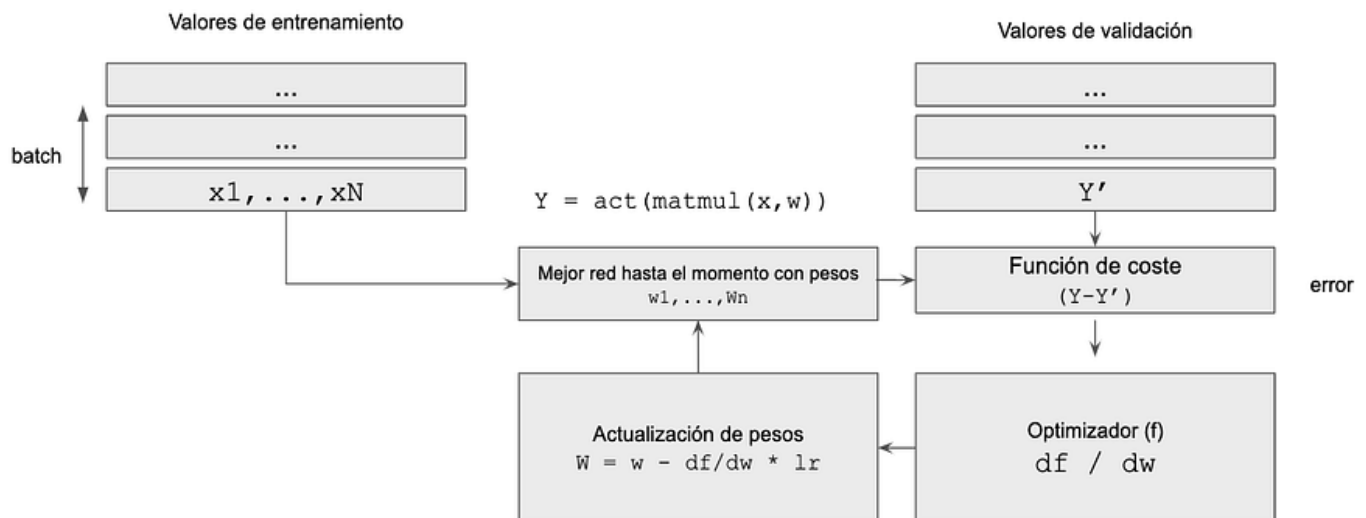 Valores de entrenamiento
Valores de validación
...
...
batch
...
...
x1,...,xN
Y = act(matmul(x,w))
Y’
Mejor red hasta el momento con pesos
w1,...,Wn
Función de coste
(Y-Y’)
error
Actualización de pesos
W = w - df/dw * lr
Optimizador (f)
df / dw